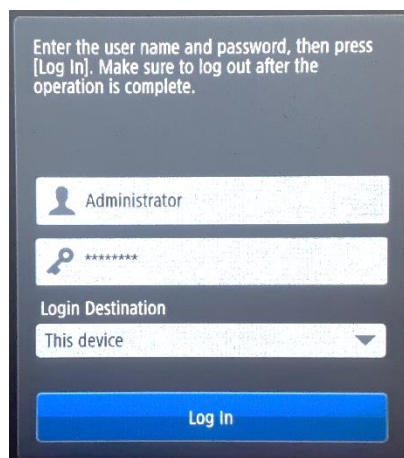 Enter the user name and password, then press
[Log In]. Make sure to log out after the
operation is complete.
Administrator
********
Login Destination
This device
Log In